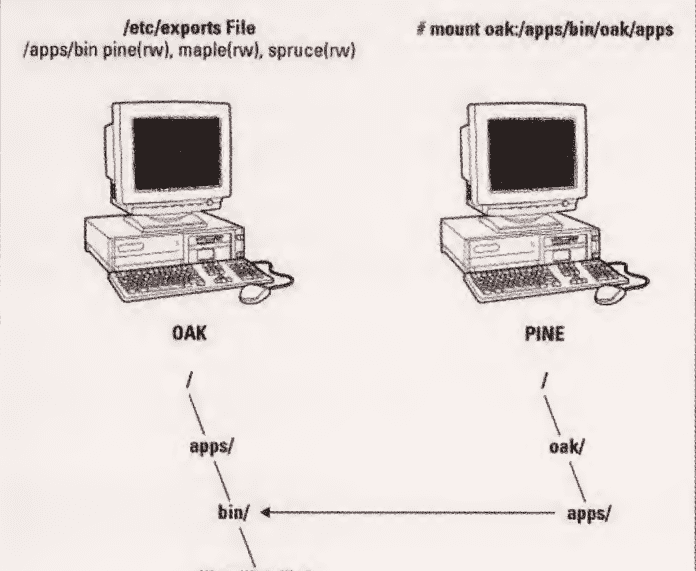 /etc/exports File
/apps/bin pine(rw), maple(rw), spruce(rw)
# mount oak:/apps/bin/oak/apps
OAK
PINE
/
/
apps/
oak/
bin/
apps/